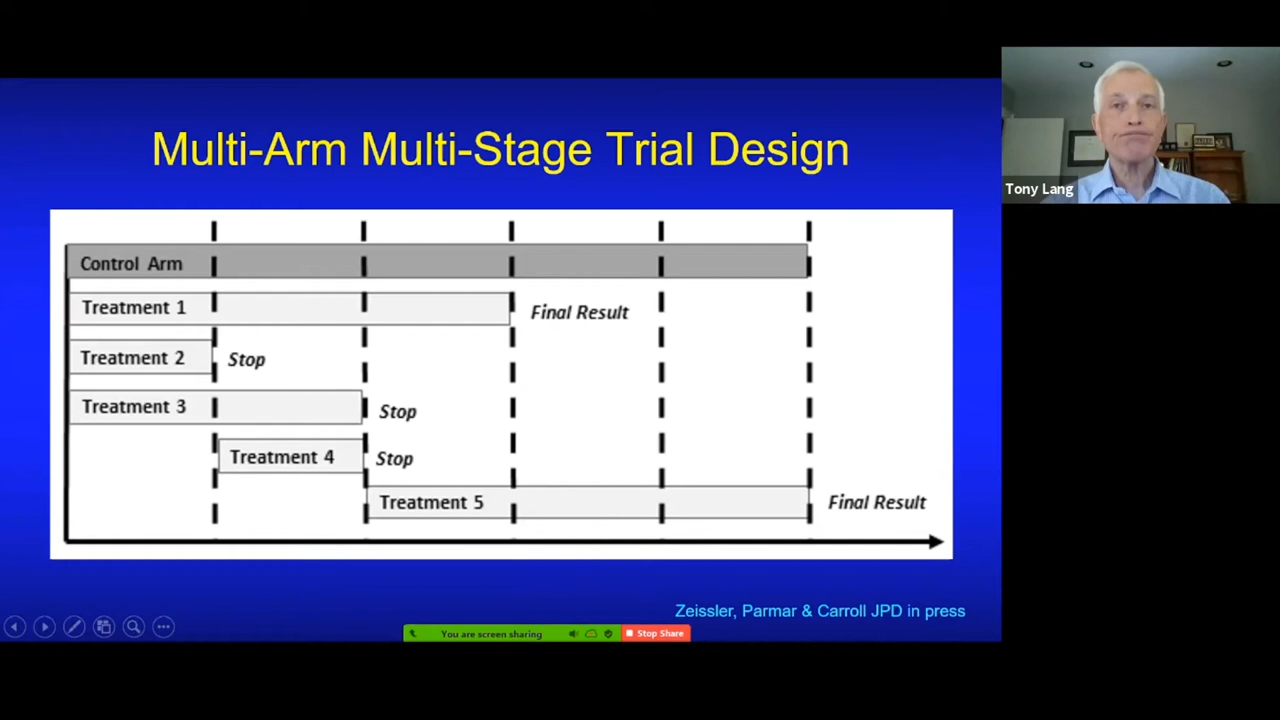 Multi-Arm Multi-Stage Trial Design
Tony Lang
Control Arm
Treatment 1
Final Result
Treatment 2
Stop
Treatment 3
Stop
Treatment 4
Stop
Treatment 5
Final Result
Zeissler, Parmar & Carroll JPD in press
You are screen sharing
Stop Share